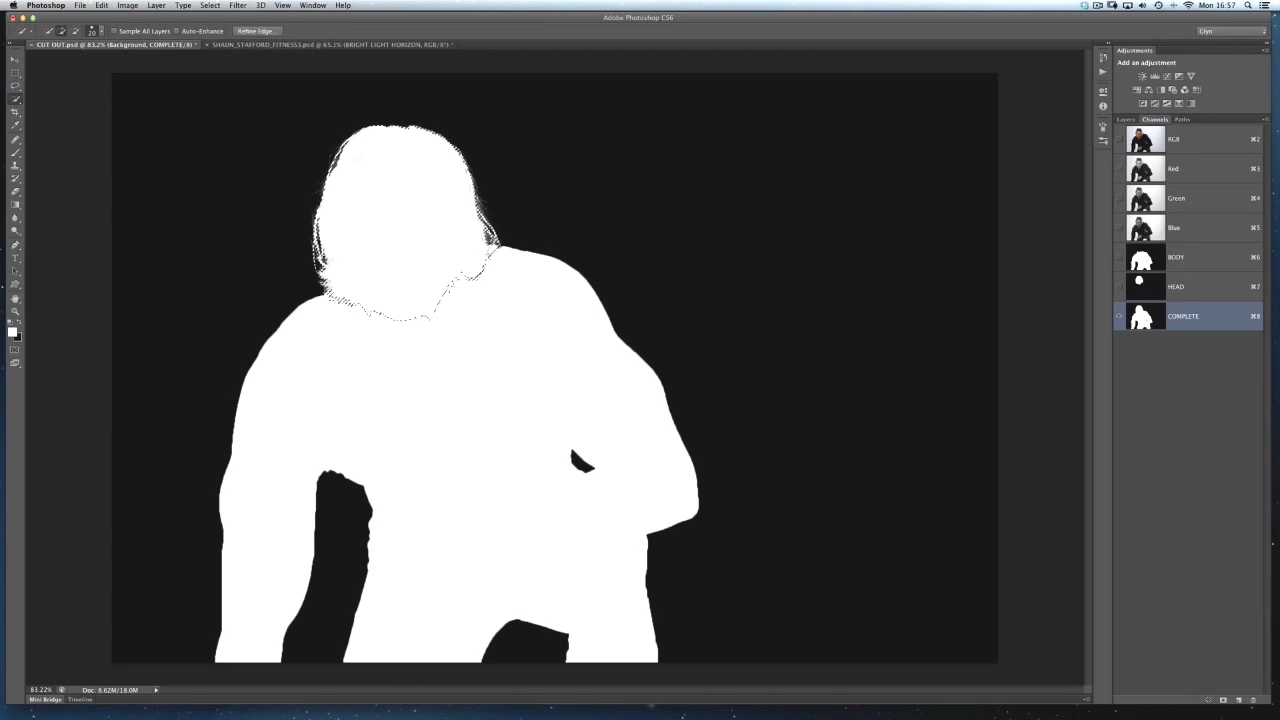 Photoshop File Edit Image Layer Type Select Filter 3D View Window Help Mon 16:57
Adobe Photoshop CS6
20 Sample All Layers Auto-Enhance Refine Edge... Glyn
× CUT OUT.psd @ 83.2% (Background, COMPLETE/8) * × SHAUN_STAFFORD_FITNESS3.psd @ 65.1% (BRIGHT LIGHT HORIZON, RGB/8*) *
Adjustments
Add an adjustment
Layers Channels Paths
RGB ⌘2
Red ⌘3
Green ⌘4
Blue ⌘5
BODY ⌘6
HEAD ⌘7
COMPLETE ⌘8
83.22% Doc: 8.62M/18.0M
Mini Bridge Timeline